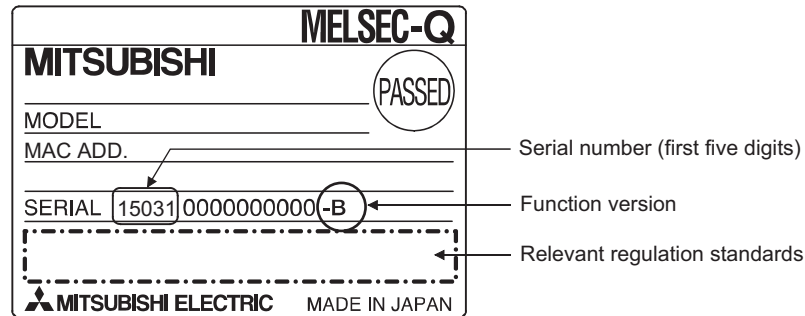 MELSEC-Q
MITSUBISHI
PASSED
MODEL
MAC ADD.
Serial number (first five digits)
SERIAL 15031 0000000000 -B
Function version
Relevant regulation standards
MITSUBISHI ELECTRIC MADE IN JAPAN